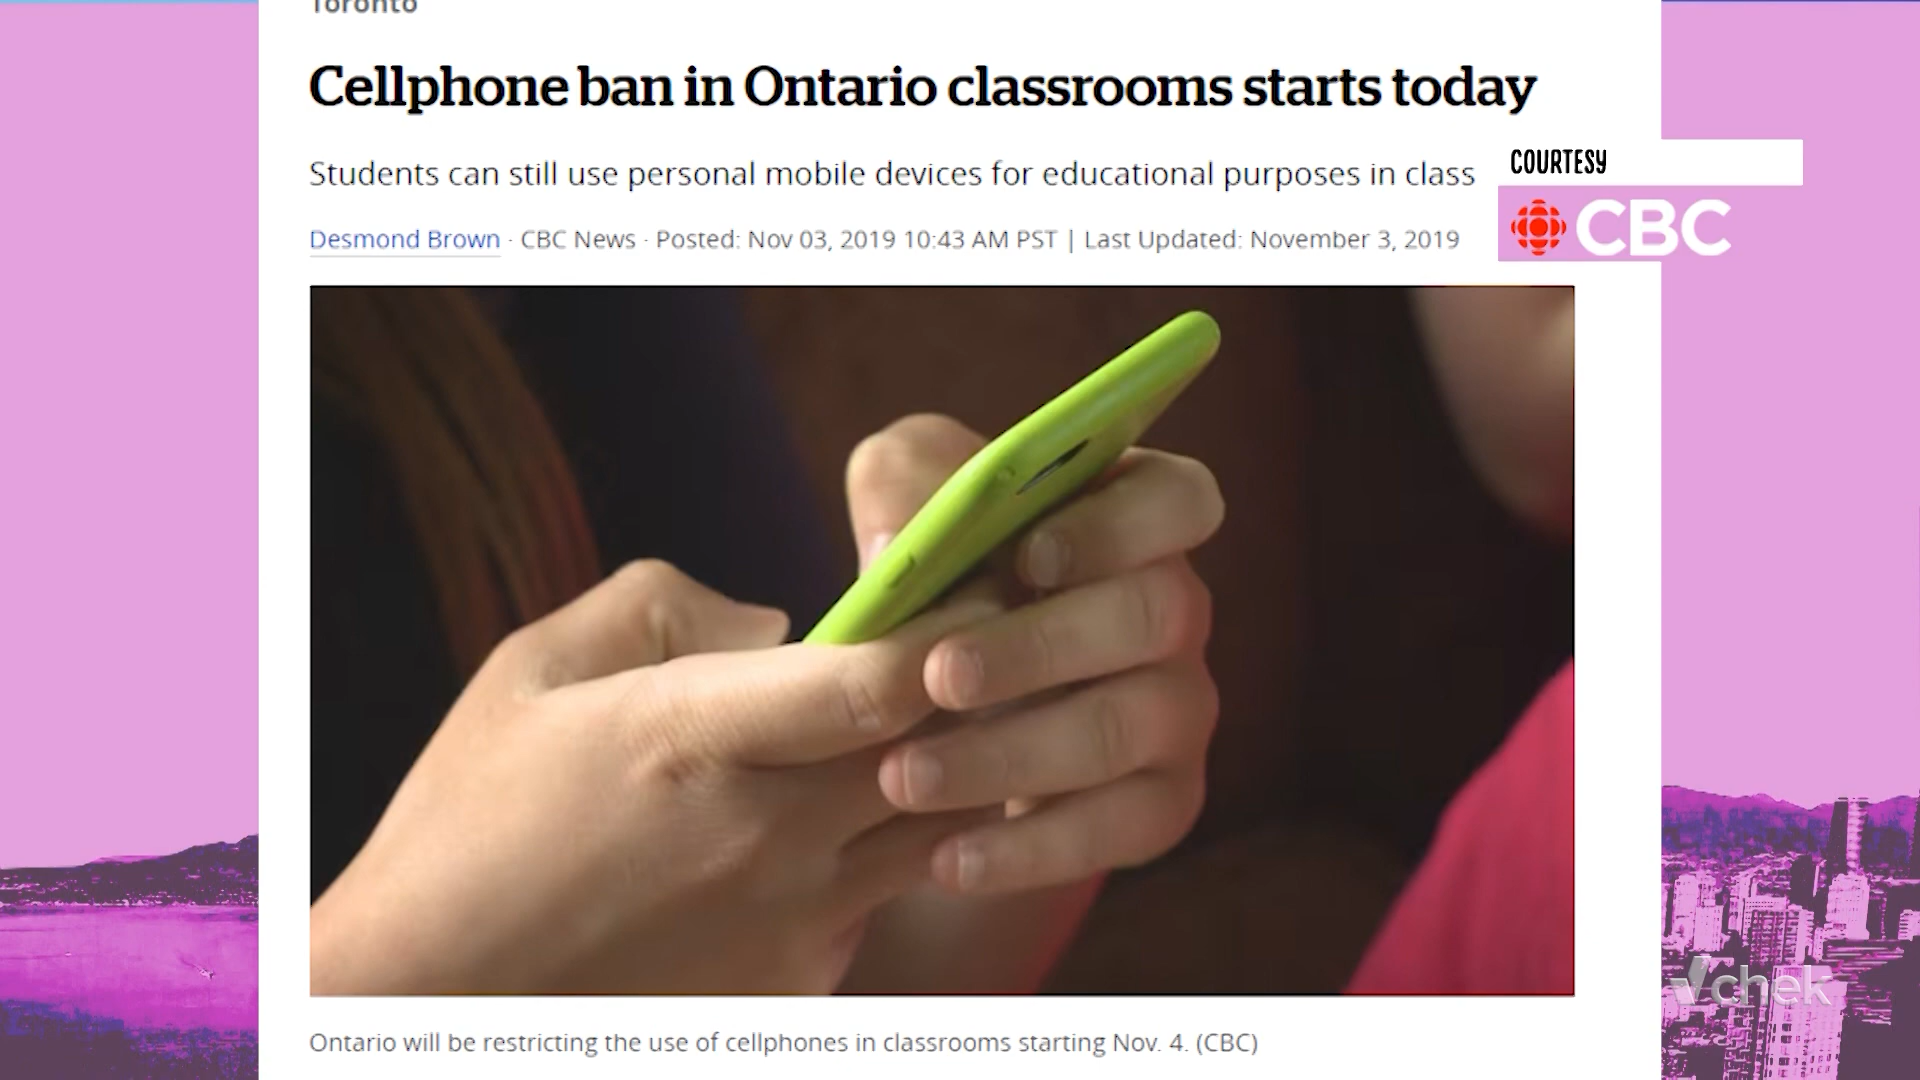 Toronto
Cellphone ban in Ontario classrooms starts today
Students can still use personal mobile devices for educational purposes in class
COURTESY
CBC
Desmond Brown · CBC News · Posted: Nov 03, 2019 10:43 AM PST | Last Updated: November 3, 2019
chek
Ontario will be restricting the use of cellphones in classrooms starting Nov. 4. (CBC)